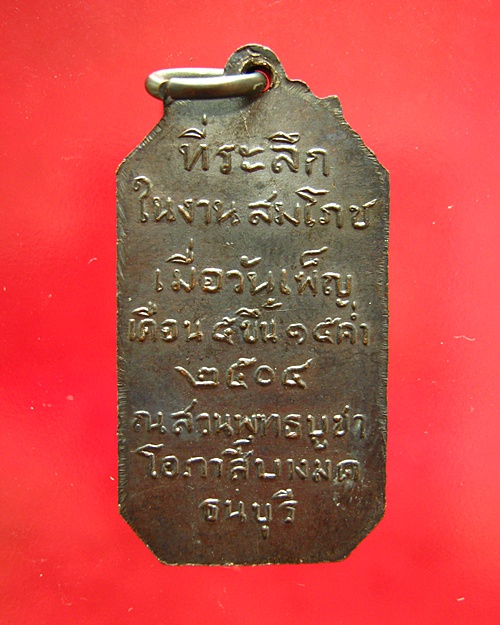 ที่ระลึก
ในงานสมโภช
เมื่อวันเพ็ญ
เดือน ๕ ขึ้น ๑๕ ค่ำ
๒๕๐๔
ณ สวนพุทธบูชา
โอภาสี บางมด
ธนบุรี